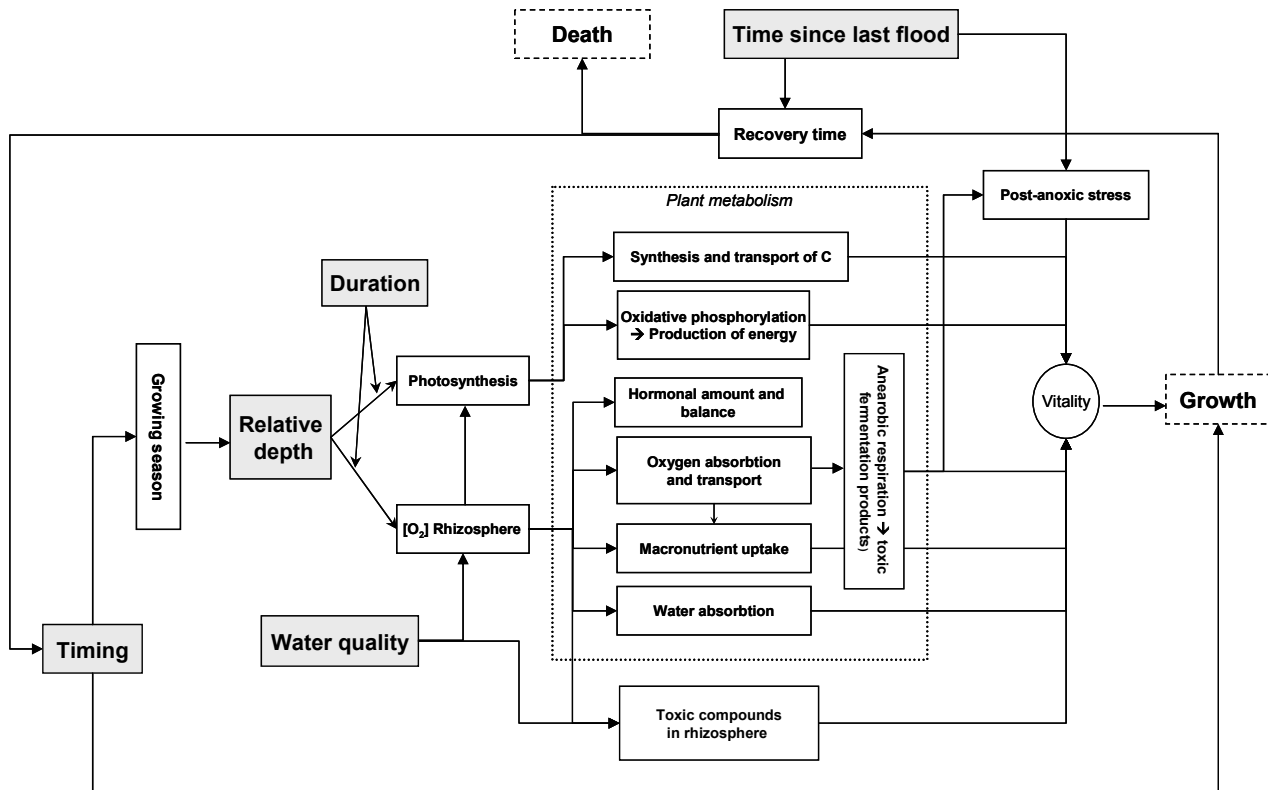 Death
Time since last flood
Recovery time
Post-anoxic stress
Plant metabolism
Synthesis and transport of C
Duration
Oxidative phosphorylation
→ Production of energy
Growing season
Photosynthesis
Anearobic respiration → toxic
fermentation products)
Hormonal amount and
balance
Vitality
Growth
Relative
depth
Oxygen absorbtion
and transport
[O₂] Rhizosphere
Macronutrient uptake
Water absorbtion
Water quality
Timing
Toxic compounds
in rhizosphere